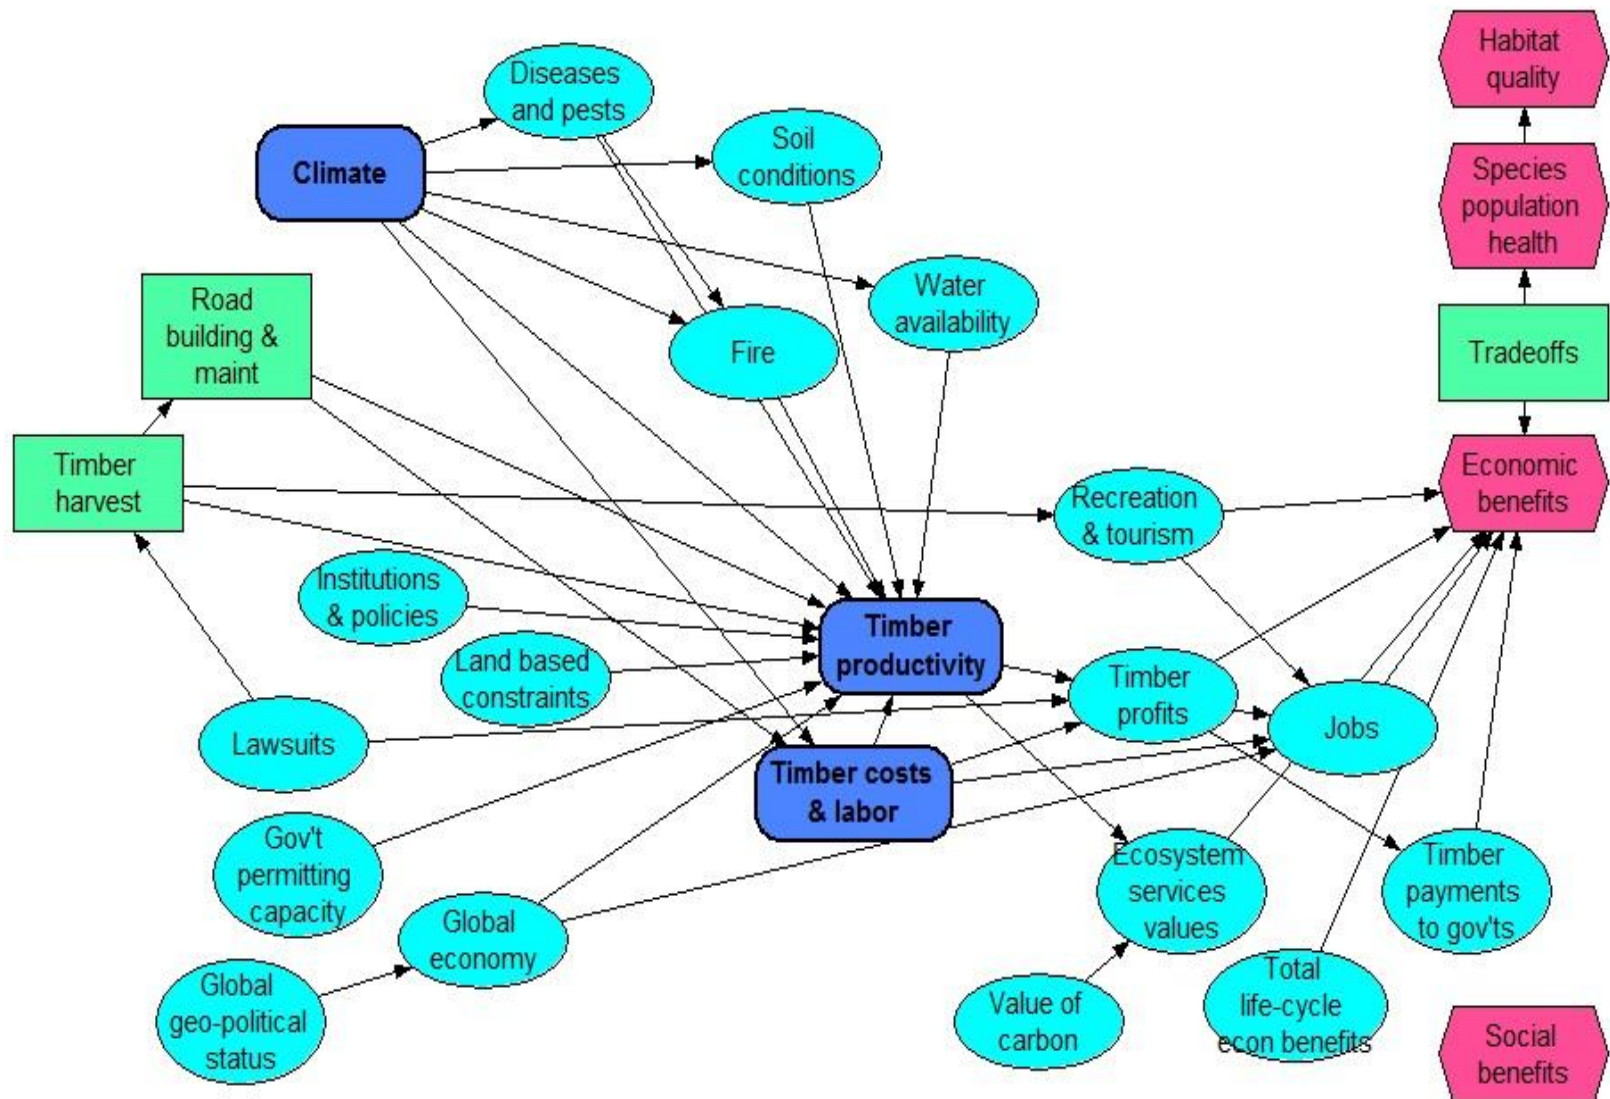 Habitat
quality
Diseases
and pests
Soil
conditions
Climate
Species
population
health
Water
availability
Road
building &
maint
Fire
Tradeoffs
Timber
harvest
Recreation
& tourism
Economic
benefits
Institutions
& policies
Land based
constraints
Timber
productivity
Timber
profits
Lawsuits
Jobs
Timber costs
& labor
Gov't
permitting
capacity
Ecosystem
services
values
Timber
payments
to gov'ts
Global
economy
Global
geo-political
status
Value of
carbon
Total
life-cycle
econ benefits
Social
benefits